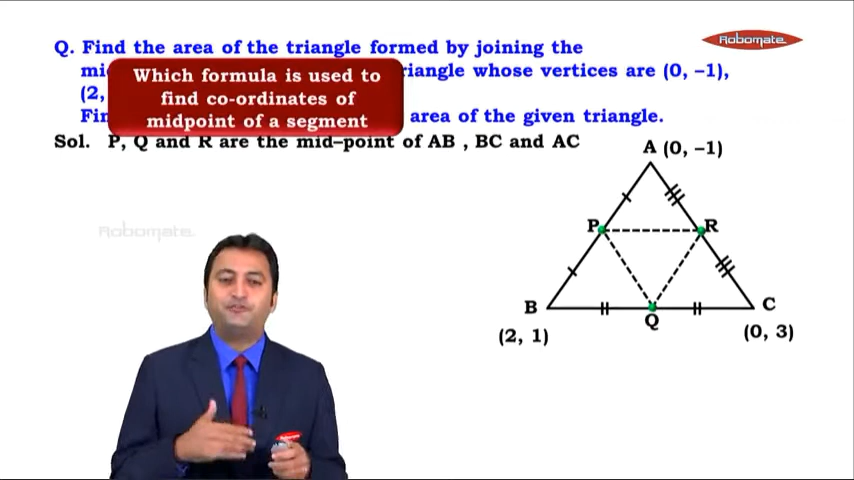 Robomate
Q. Find the area of the triangle formed by joining the
mi riangle whose vertices are (0, –1),
(2,
Fin area of the given triangle.
Which formula is used to
find co-ordinates of
midpoint of a segment
Sol. P, Q and R are the mid–point of AB , BC and AC
A (0, –1)
P
R
B
C
Q
(2, 1)
(0, 3)
Robomate